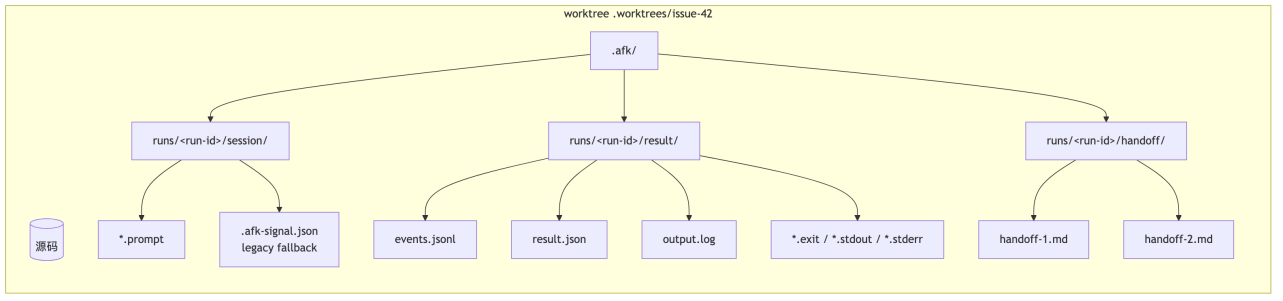 worktree .worktrees/issue-42
.afk/
runs/<run-id>/session/
runs/<run-id>/result/
runs/<run-id>/handoff/
源码
*.prompt
.afk-signal.json
legacy fallback
events.jsonl
result.json
output.log
*.exit / *.stdout / *.stderr
handoff-1.md
handoff-2.md